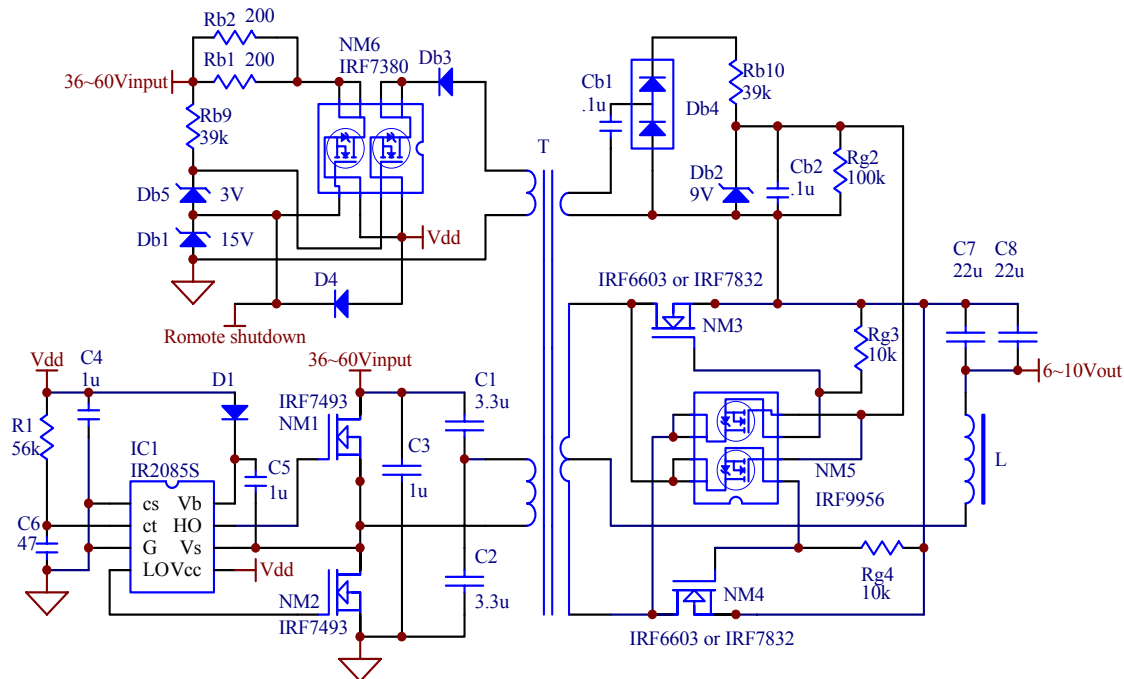 Rb2 200
Rb1 200
36~60Vinput
Rb9
39k
Db5 3V
Db1 15V
NM6
IRF7380
Db3
Vdd
D4
Romote shutdown
T
Cb1
.1u
Db4
Rb10
39k
Db2
9V
Cb2
.1u
Rg2
100k
C7
22u
C8
22u
IRF6603 or IRF7832
NM3
Rg3
10k
6~10Vout
Vdd
C4
1u
D1
R1
56k
IC1
IR2085S
C5
1u
C6
47
cs Vb
ct HO
G Vs
LO Vcc
Vdd
36~60Vinput
IRF7493
NM1
C3
1u
C1
3.3u
C2
3.3u
NM2
IRF7493
NM5
IRF9956
L
Rg4
10k
NM4
IRF6603 or IRF7832